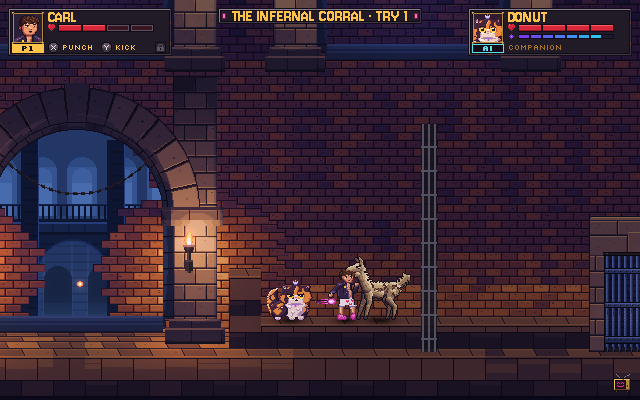 CARL
P1
X PUNCH Y KICK
THE INFERNAL CORRAL · TRY 1
DONUT
AI
COMPANION